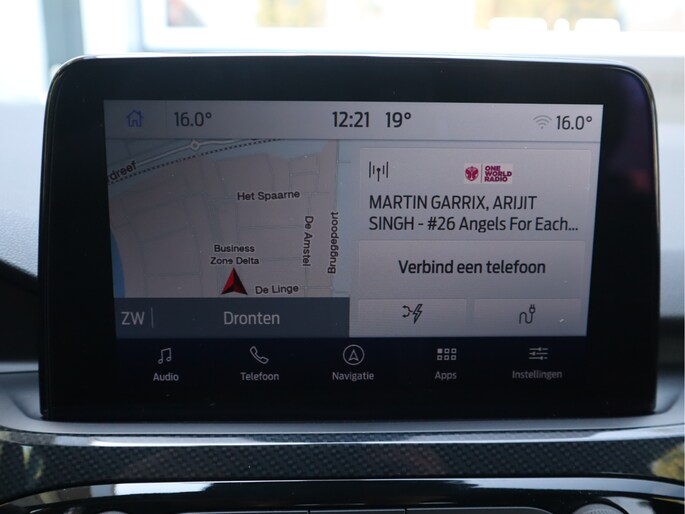 16.0°
12:21 19°
16.0°
dreef
Het Spaarne
De Amstel
Bruggepoort
Business
Zone Delta
De Linge
ZW
Dronten
ONE
WORLD
RADIO
MARTIN GARRIX, ARIJIT
SINGH - #26 Angels For Each...
Verbind een telefoon
Audio
Telefoon
Navigatie
Apps
Instellingen